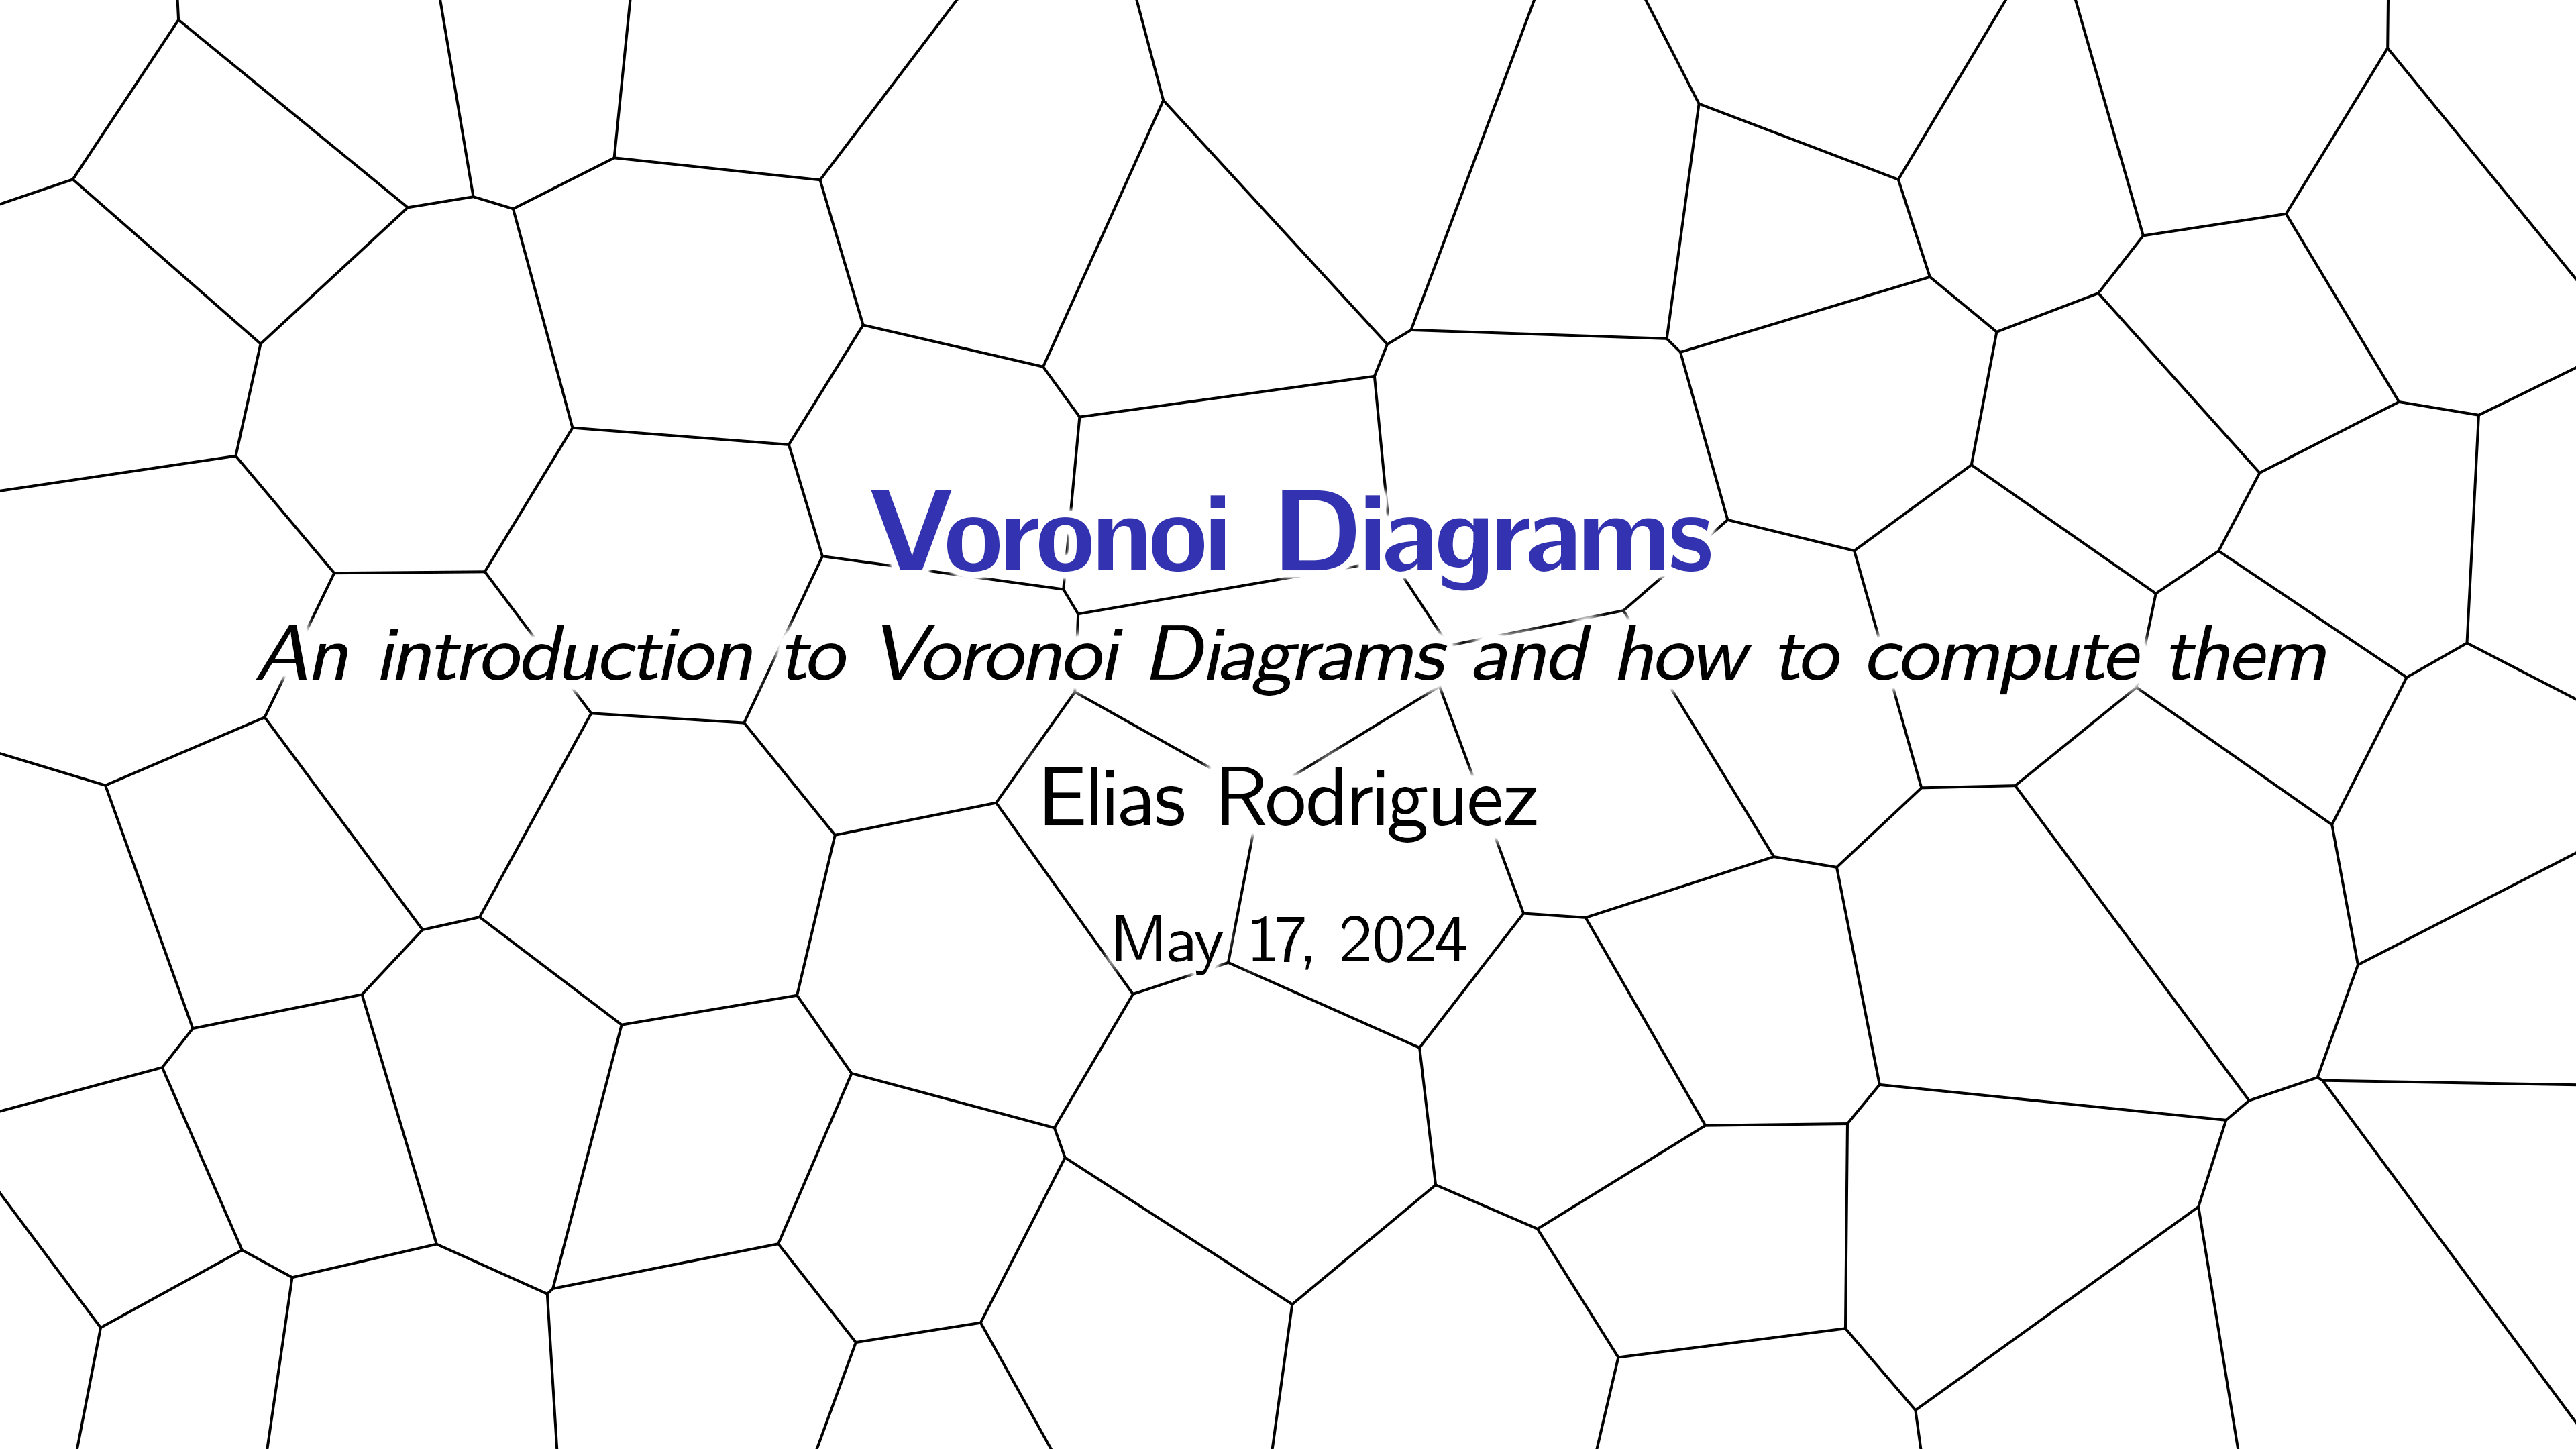 Voronoi Diagrams
An introduction to Voronoi Diagrams and how to compute them
Elias Rodriguez
May 17, 2024